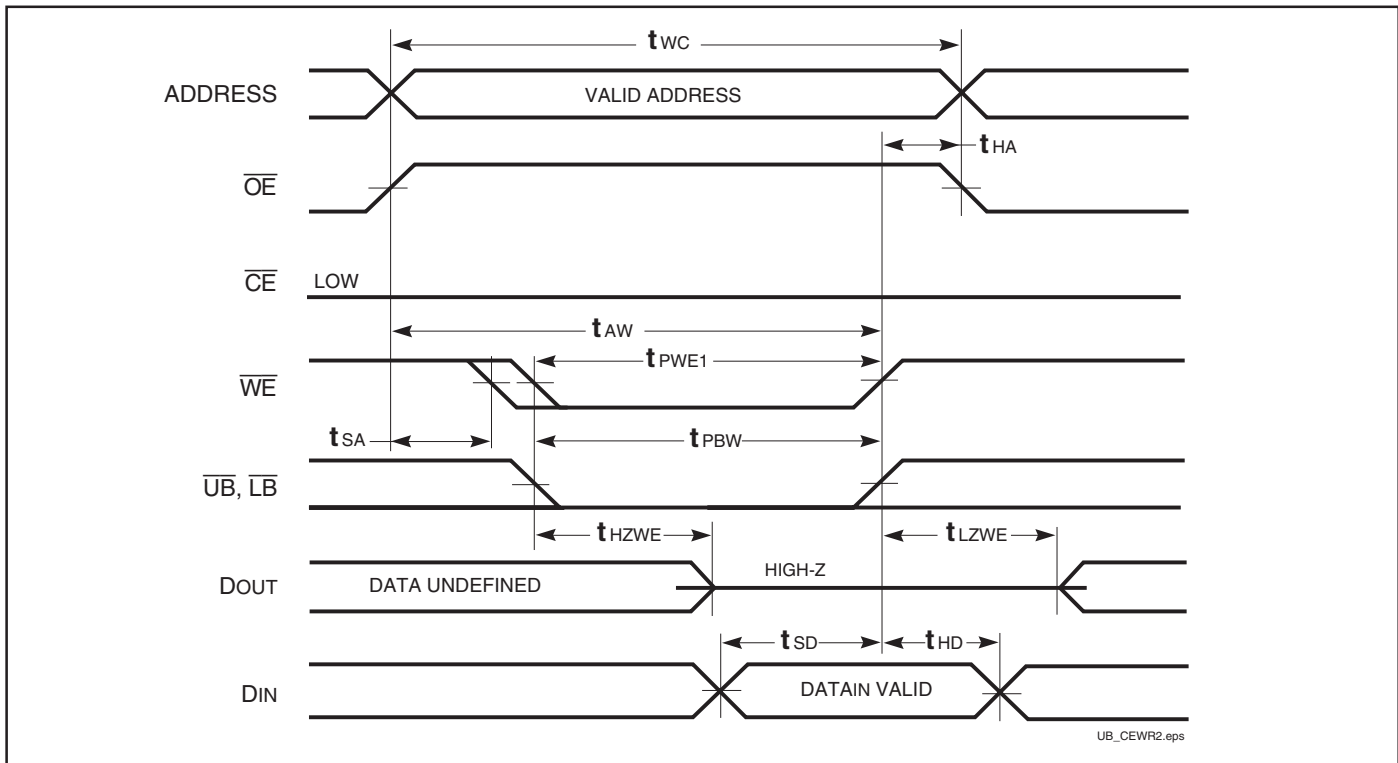 tWC
ADDRESS
VALID ADDRESS
tHA
OE
CE
LOW
tAW
tPWE1
WE
tSA
tPBW
UB, LB
tHZWE
tLZWE
HIGH-Z
DOUT
DATA UNDEFINED
tSD
tHD
DIN
DATAIN VALID
UB_CEWR2.eps